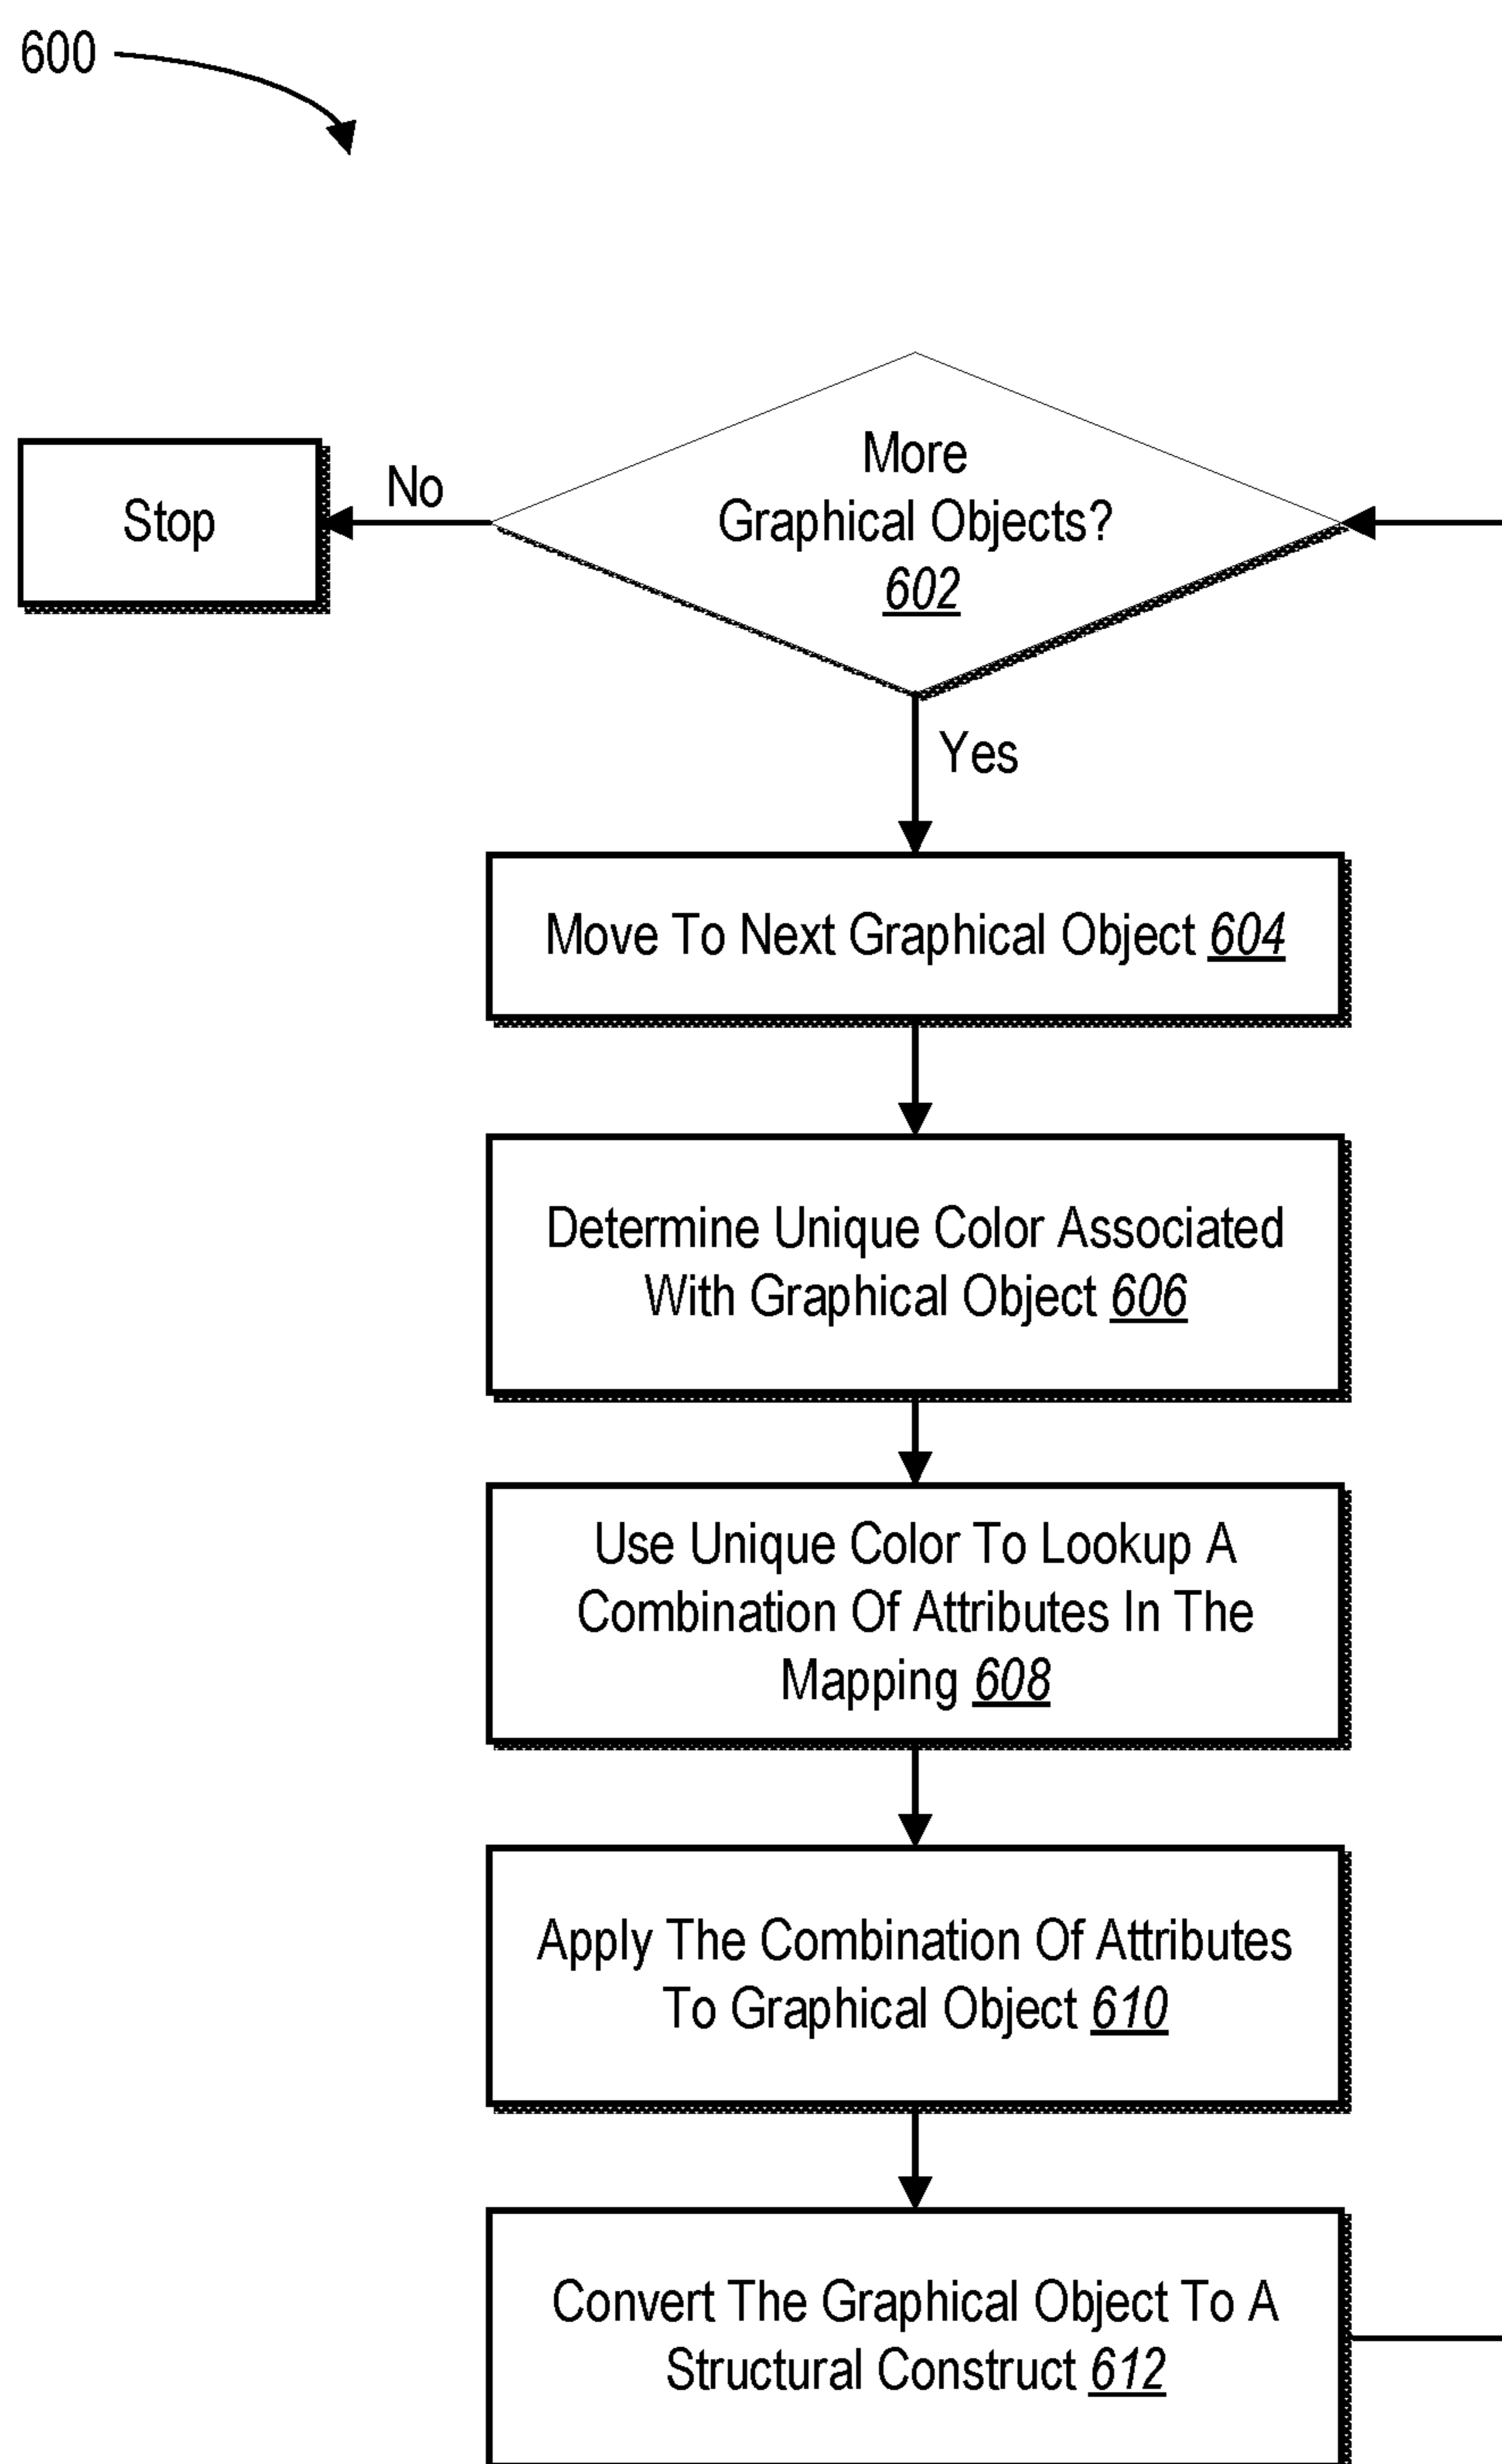 600
More
Graphical Objects?
602
No
Stop
Yes
Move To Next Graphical Object 604
Determine Unique Color Associated
With Graphical Object 606
Use Unique Color To Lookup A
Combination Of Attributes In The
Mapping 608
Apply The Combination Of Attributes
To Graphical Object 610
Convert The Graphical Object To A
Structural Construct 612